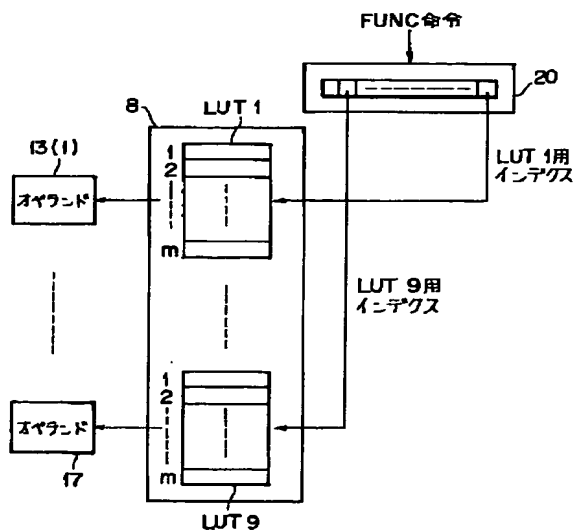 FUNC命令
20
8
LUT 1
13(1)
オペランド
1
2
m
LUT 1用
インデクス
LUT 9用
インデクス
オペランド
17
1
2
m
LUT 9